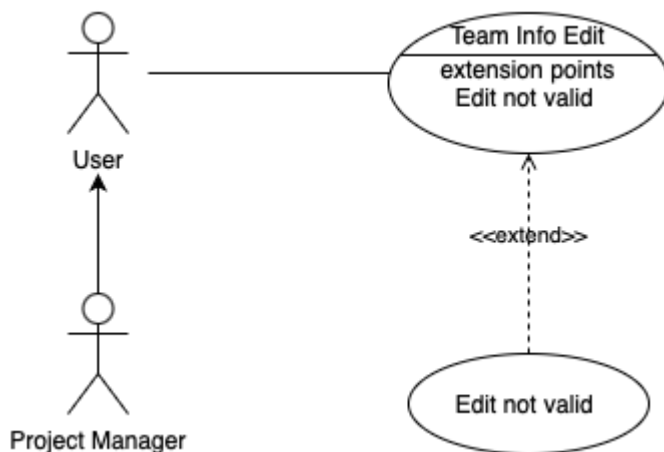 Team Info Edit
extension points
Edit not valid
User
<<extend>>
Edit not valid
Project Manager